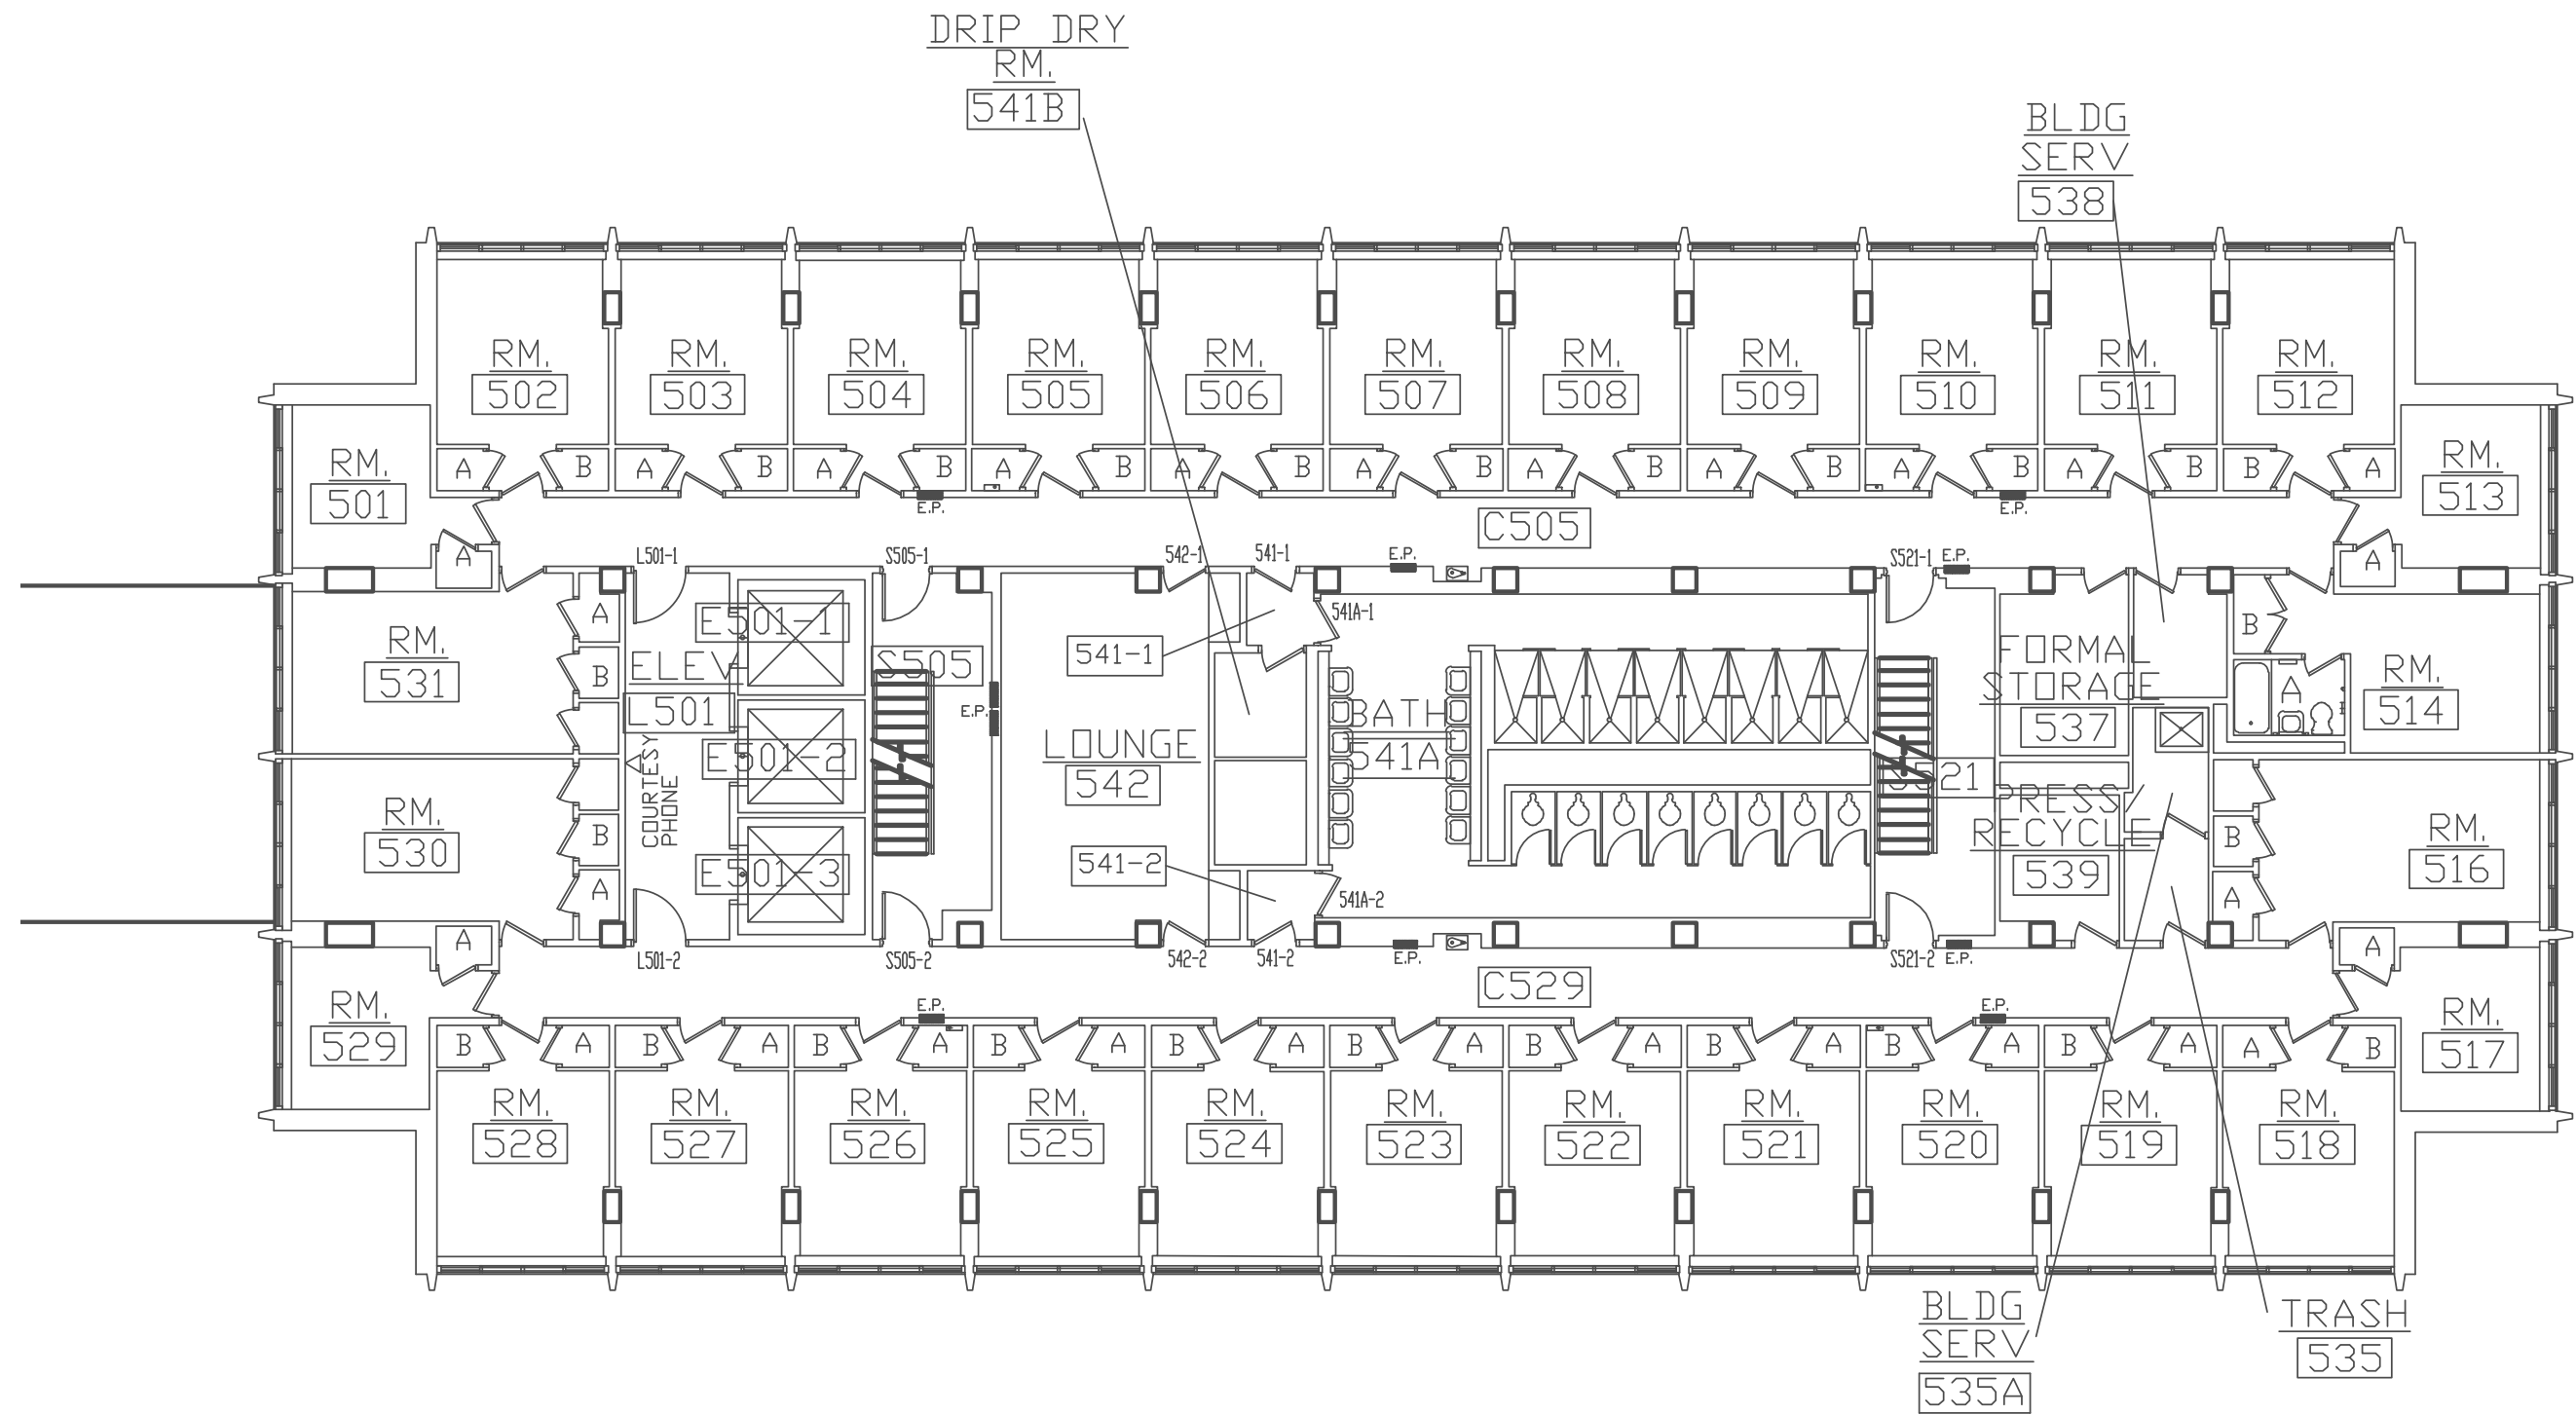 DRIP DRY
RM.
541B
BLDG
SERV
538
RM.
502
RM.
503
RM.
504
RM.
505
RM.
506
RM.
507
RM.
508
RM.
509
RM.
510
RM.
511
RM.
512
RM.
501
A
B
A
B
A
B
A
B
A
B
A
B
A
B
A
B
A
B
A
B
B
A
RM.
513
E.P.
E.P.
C505
A
L501-1
S505-1
542-1
541-1
E.P.
S521-1
E.P.
A
RM.
531
A
B
ELEV
L501
E501-1
S505
541-1
541A-1
FORMAL
STORAGE
537
B
A
RM.
514
E501-2
E.P.
LOUNGE
542
BATH
541A
S521
COURTESY
PHONE
RM.
530
B
A
E501-3
541-2
541A-2
PRESS/
RECYCLE
539
B
A
RM.
516
A
L501-2
S505-2
542-2
541-2
E.P.
S521-2
E.P.
A
C529
RM.
529
E.P.
E.P.
RM.
517
B
A
B
A
B
A
B
A
B
A
B
A
B
A
B
A
B
A
B
A
A
B
RM.
528
RM.
527
RM.
526
RM.
525
RM.
524
RM.
523
RM.
522
RM.
521
RM.
520
RM.
519
RM.
518
BLDG
SERV
535A
TRASH
535